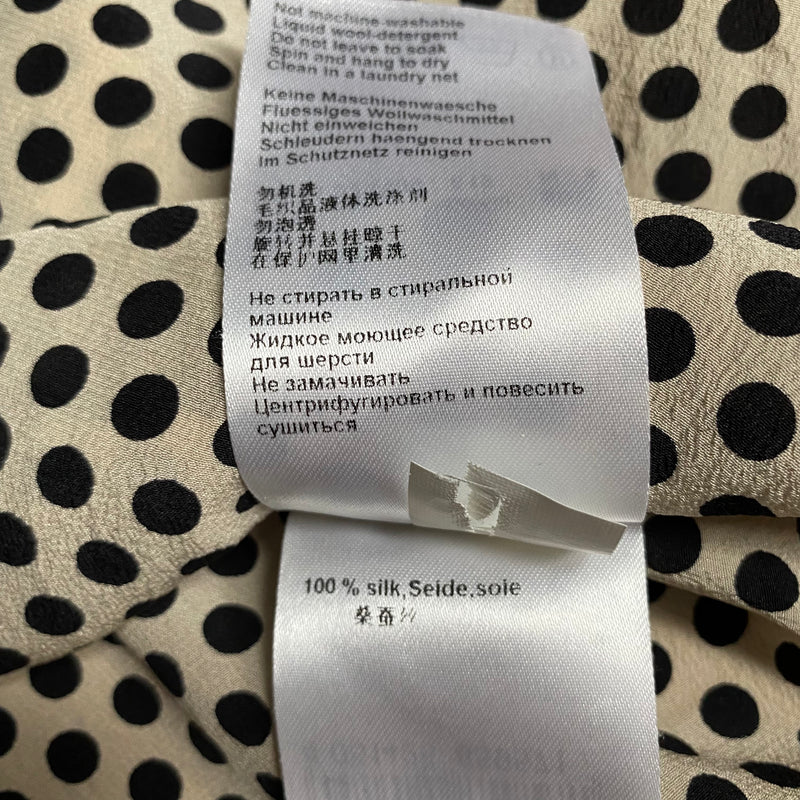 Not machine-washable
Liquid wool-detergent
Do not leave to soak
Spin and hang to dry
Clean in a laundry net
Keine Maschinenwaesche
Fluessiges Wollwaschmittel
Nicht einweichen
Schleudern haengend trocknen
Im Schutznetz reinigen
勿机洗
毛织品液体洗涤剂
勿泡透
旋转并悬挂晾干
在保护网里清洗
Не стирать в стиральной
машине
Жидкое моющее средство
для шерсти
Не замачивать
Центрифугировать и повесить
сушиться
100 % silk,Seide,soie
桑蚕丝